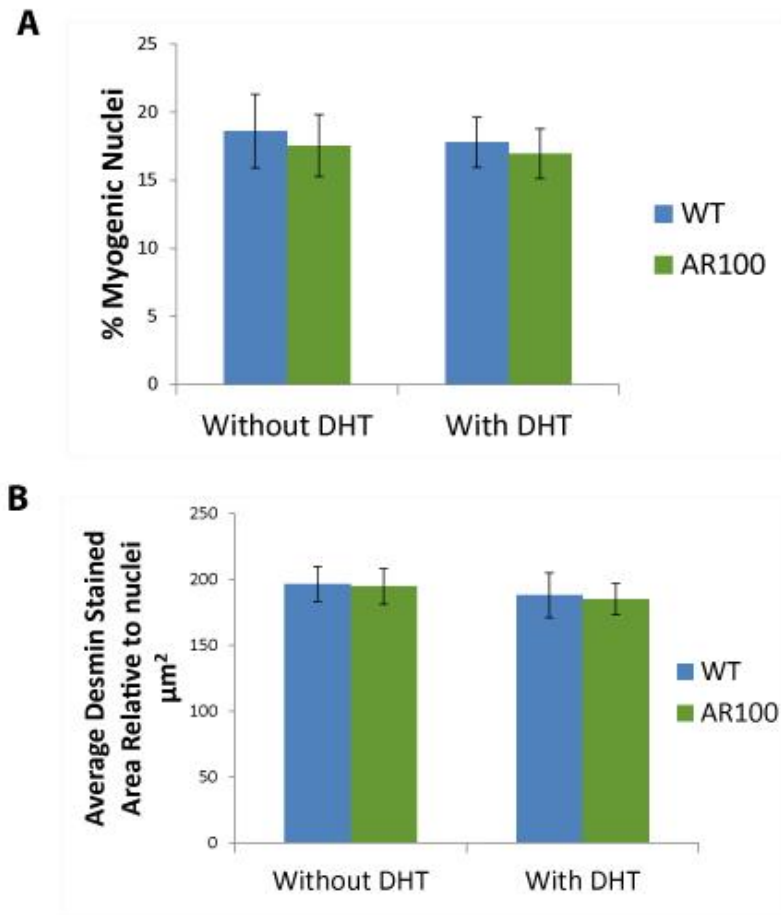 A
% Myogenic Nuclei
25
20
15
10
5
0
Without DHT
With DHT
WT
AR100
B
Average Desmin Stained
Area Relative to nuclei
µm²
250
200
150
100
50
0
Without DHT
With DHT
WT
AR100